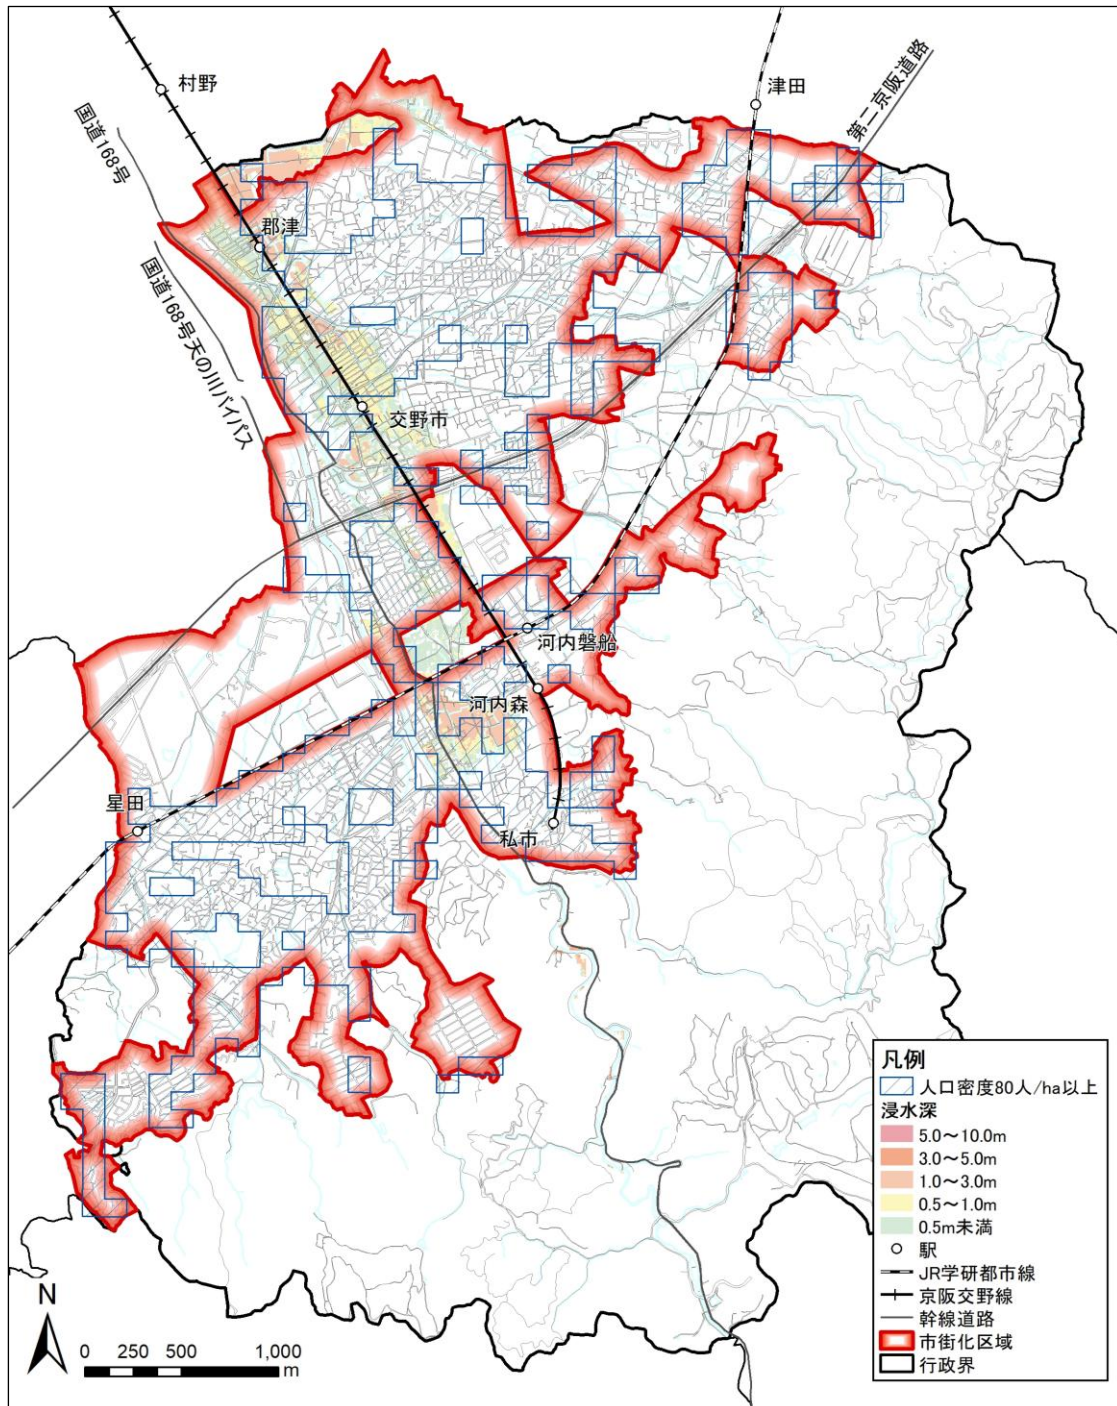 村野
津田
第二京阪道路
国道168号
郡津
国道168号天の川バイパス
交野市
河内磐船
河内森
星田
私市
凡例
人口密度80人/ha以上
浸水深
5.0～10.0m
3.0～5.0m
1.0～3.0m
0.5～1.0m
0.5m未満
駅
JR学研都市線
京阪交野線
幹線道路
市街化区域
行政界
N
0 250 500 1,000
m